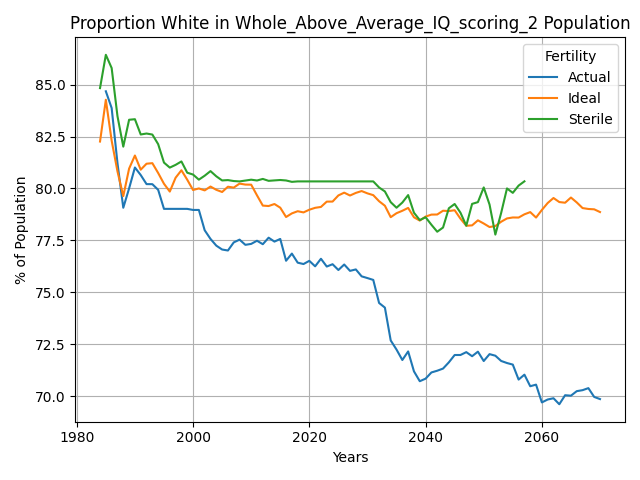 Proportion White in Whole_Above_Average_IQ_scoring_2 Population
Fertility
Actual
Ideal
Sterile
% of Population
85.0
82.5
80.0
77.5
75.0
72.5
70.0
1980
2000
2020
2040
2060
Years